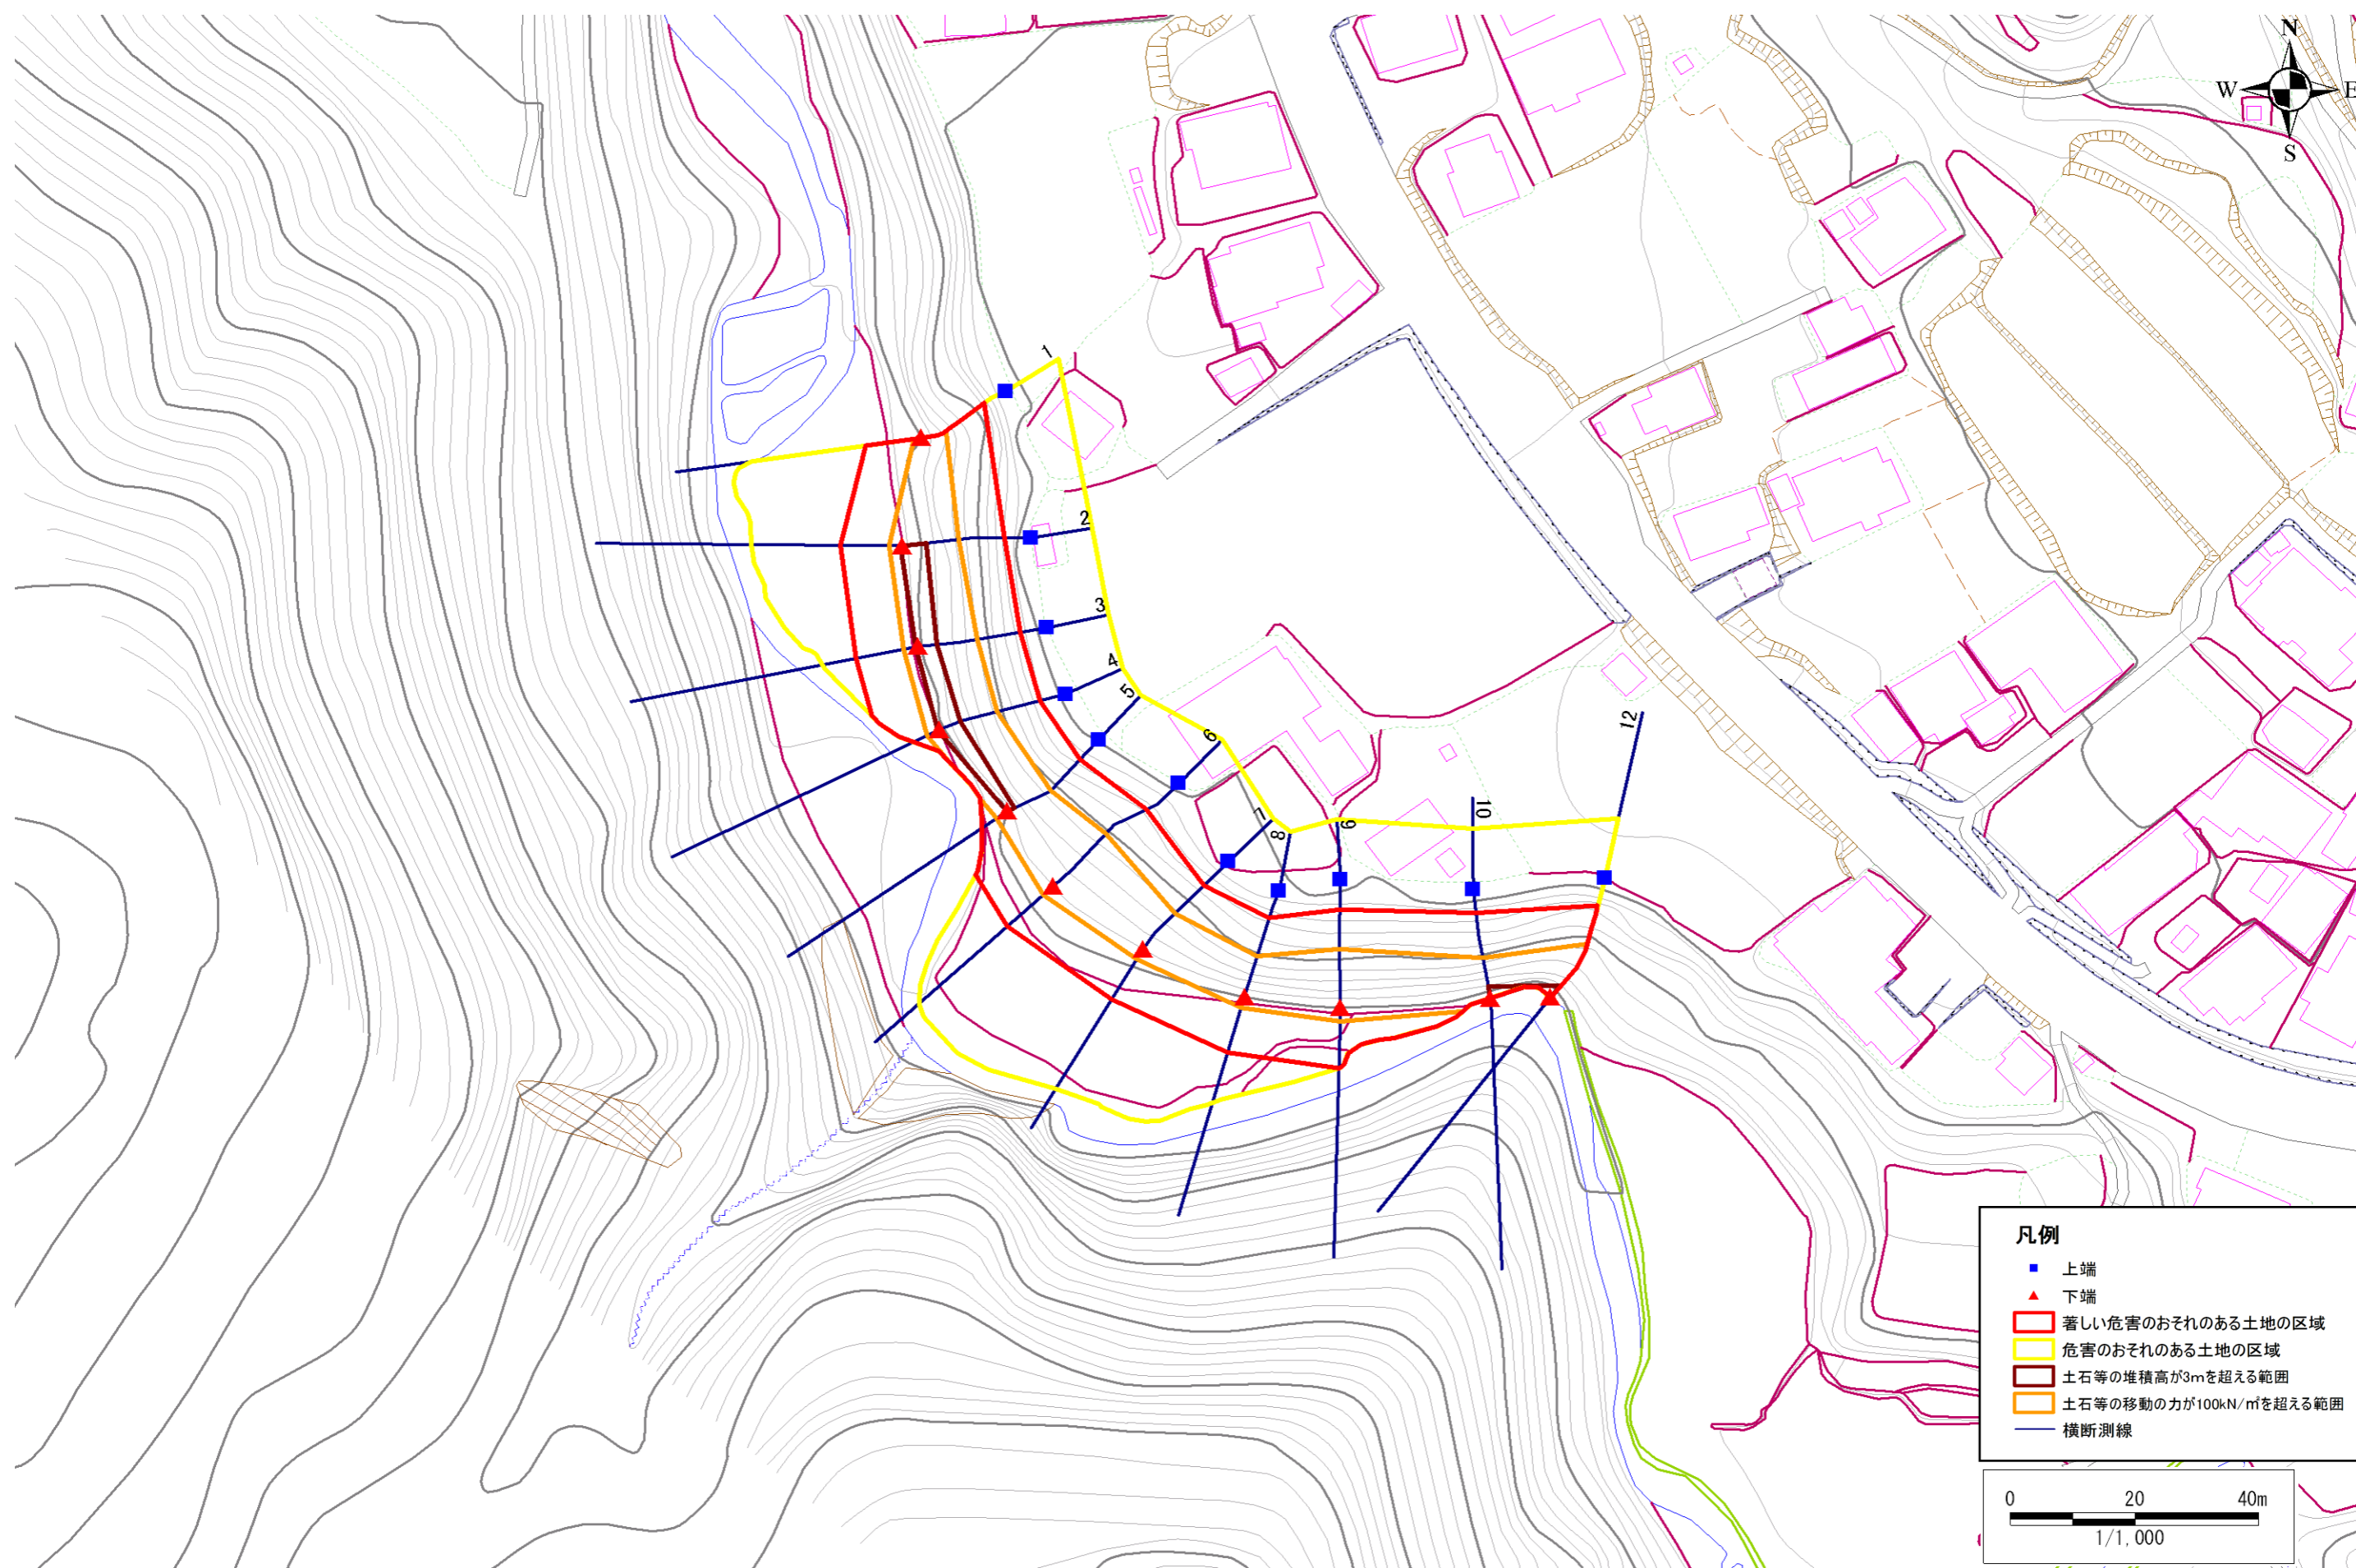 N
W E
S
1
2
3
4
5
6
7
8
9
10
12
凡例
上端
下端
著しい危害のおそれのある土地の区域
危害のおそれのある土地の区域
土石等の堆積高が3mを超える範囲
土石等の移動の力が100kN/㎡を超える範囲
横断測線
0 20 40m
1/1,000